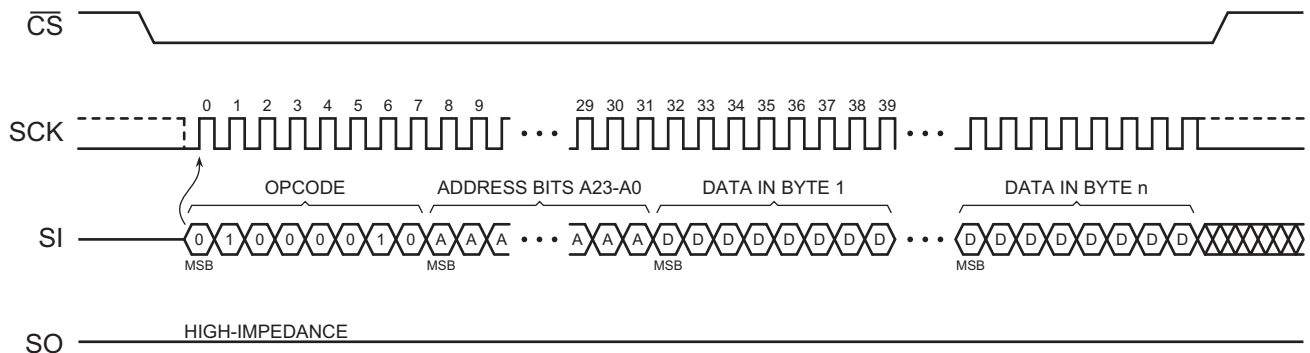 CS
0 1 2 3 4 5 6 7 8 9 29 30 31 32 33 34 35 36 37 38 39
SCK
OPCODE ADDRESS BITS A23-A0 DATA IN BYTE 1 DATA IN BYTE n
SI 0 1 0 0 0 0 1 0 A A A A A A D D D D D D D D D D D D D D D D
MSB MSB MSB MSB
HIGH-IMPEDANCE
SO